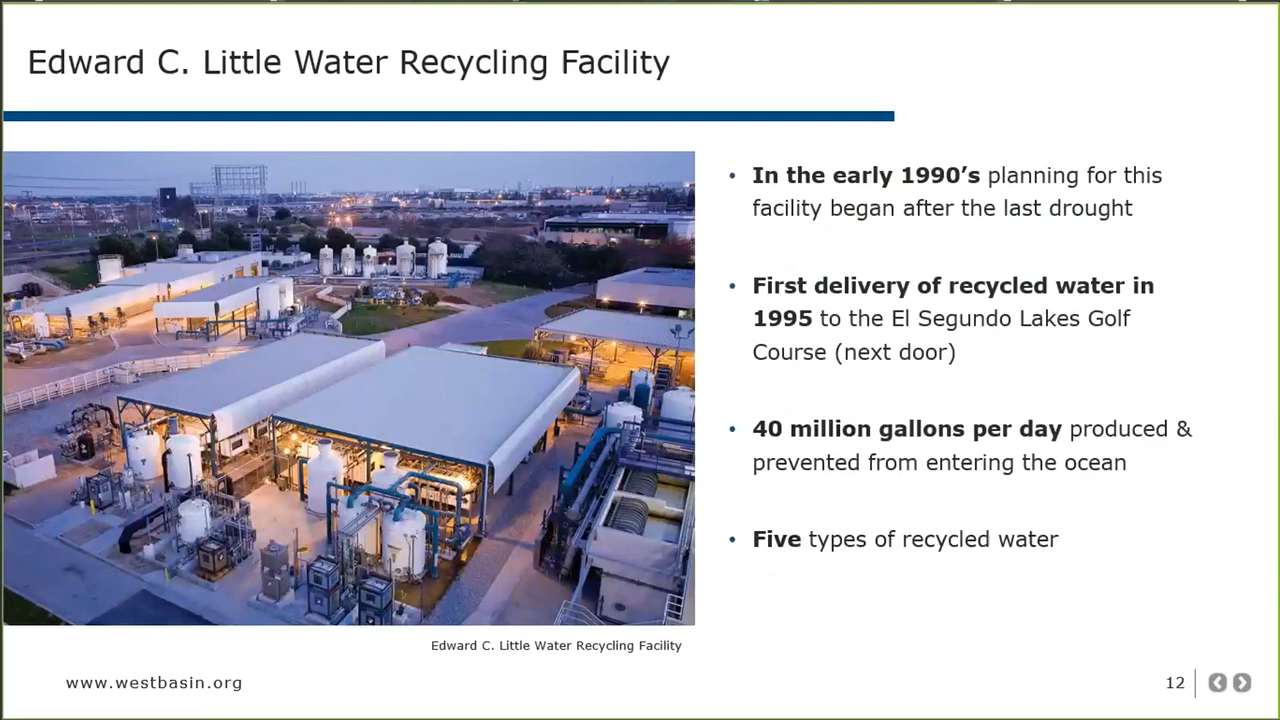 Edward C. Little Water Recycling Facility
• In the early 1990’s planning for this
facility began after the last drought
• First delivery of recycled water in
1995 to the El Segundo Lakes Golf
Course (next door)
• 40 million gallons per day produced &
prevented from entering the ocean
• Five types of recycled water
Edward C. Little Water Recycling Facility
www.westbasin.org
12